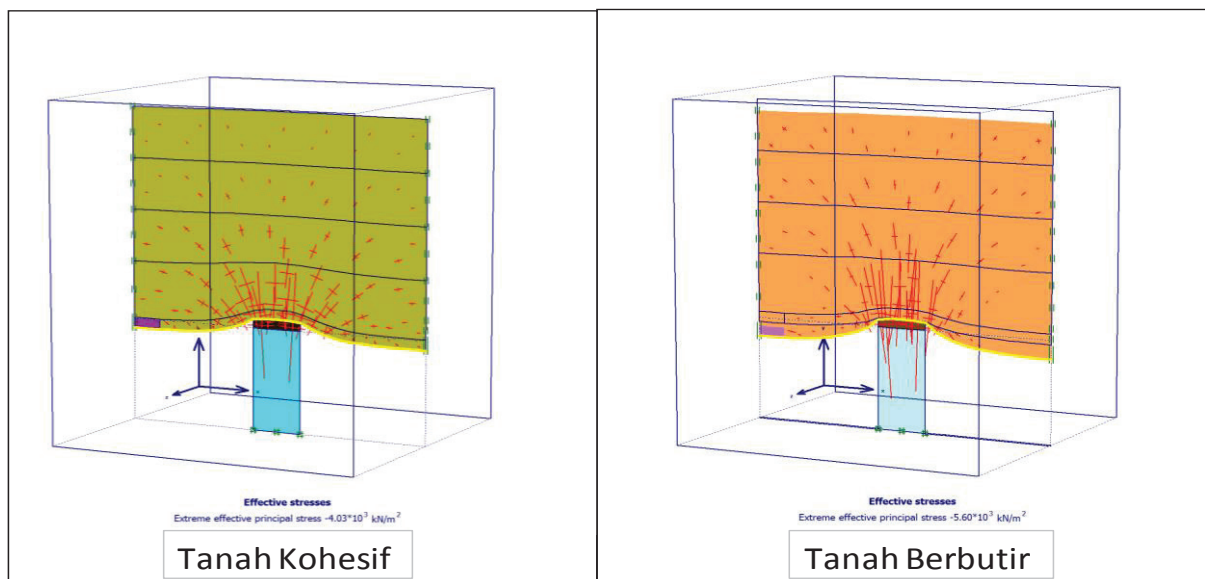 Effective stresses
Extreme effective principal stress -4.03*10³ kN/m²
Tanah Kohesif
Effective stresses
Extreme effective principal stress -5.60*10³ kN/m²
Tanah Berbutir